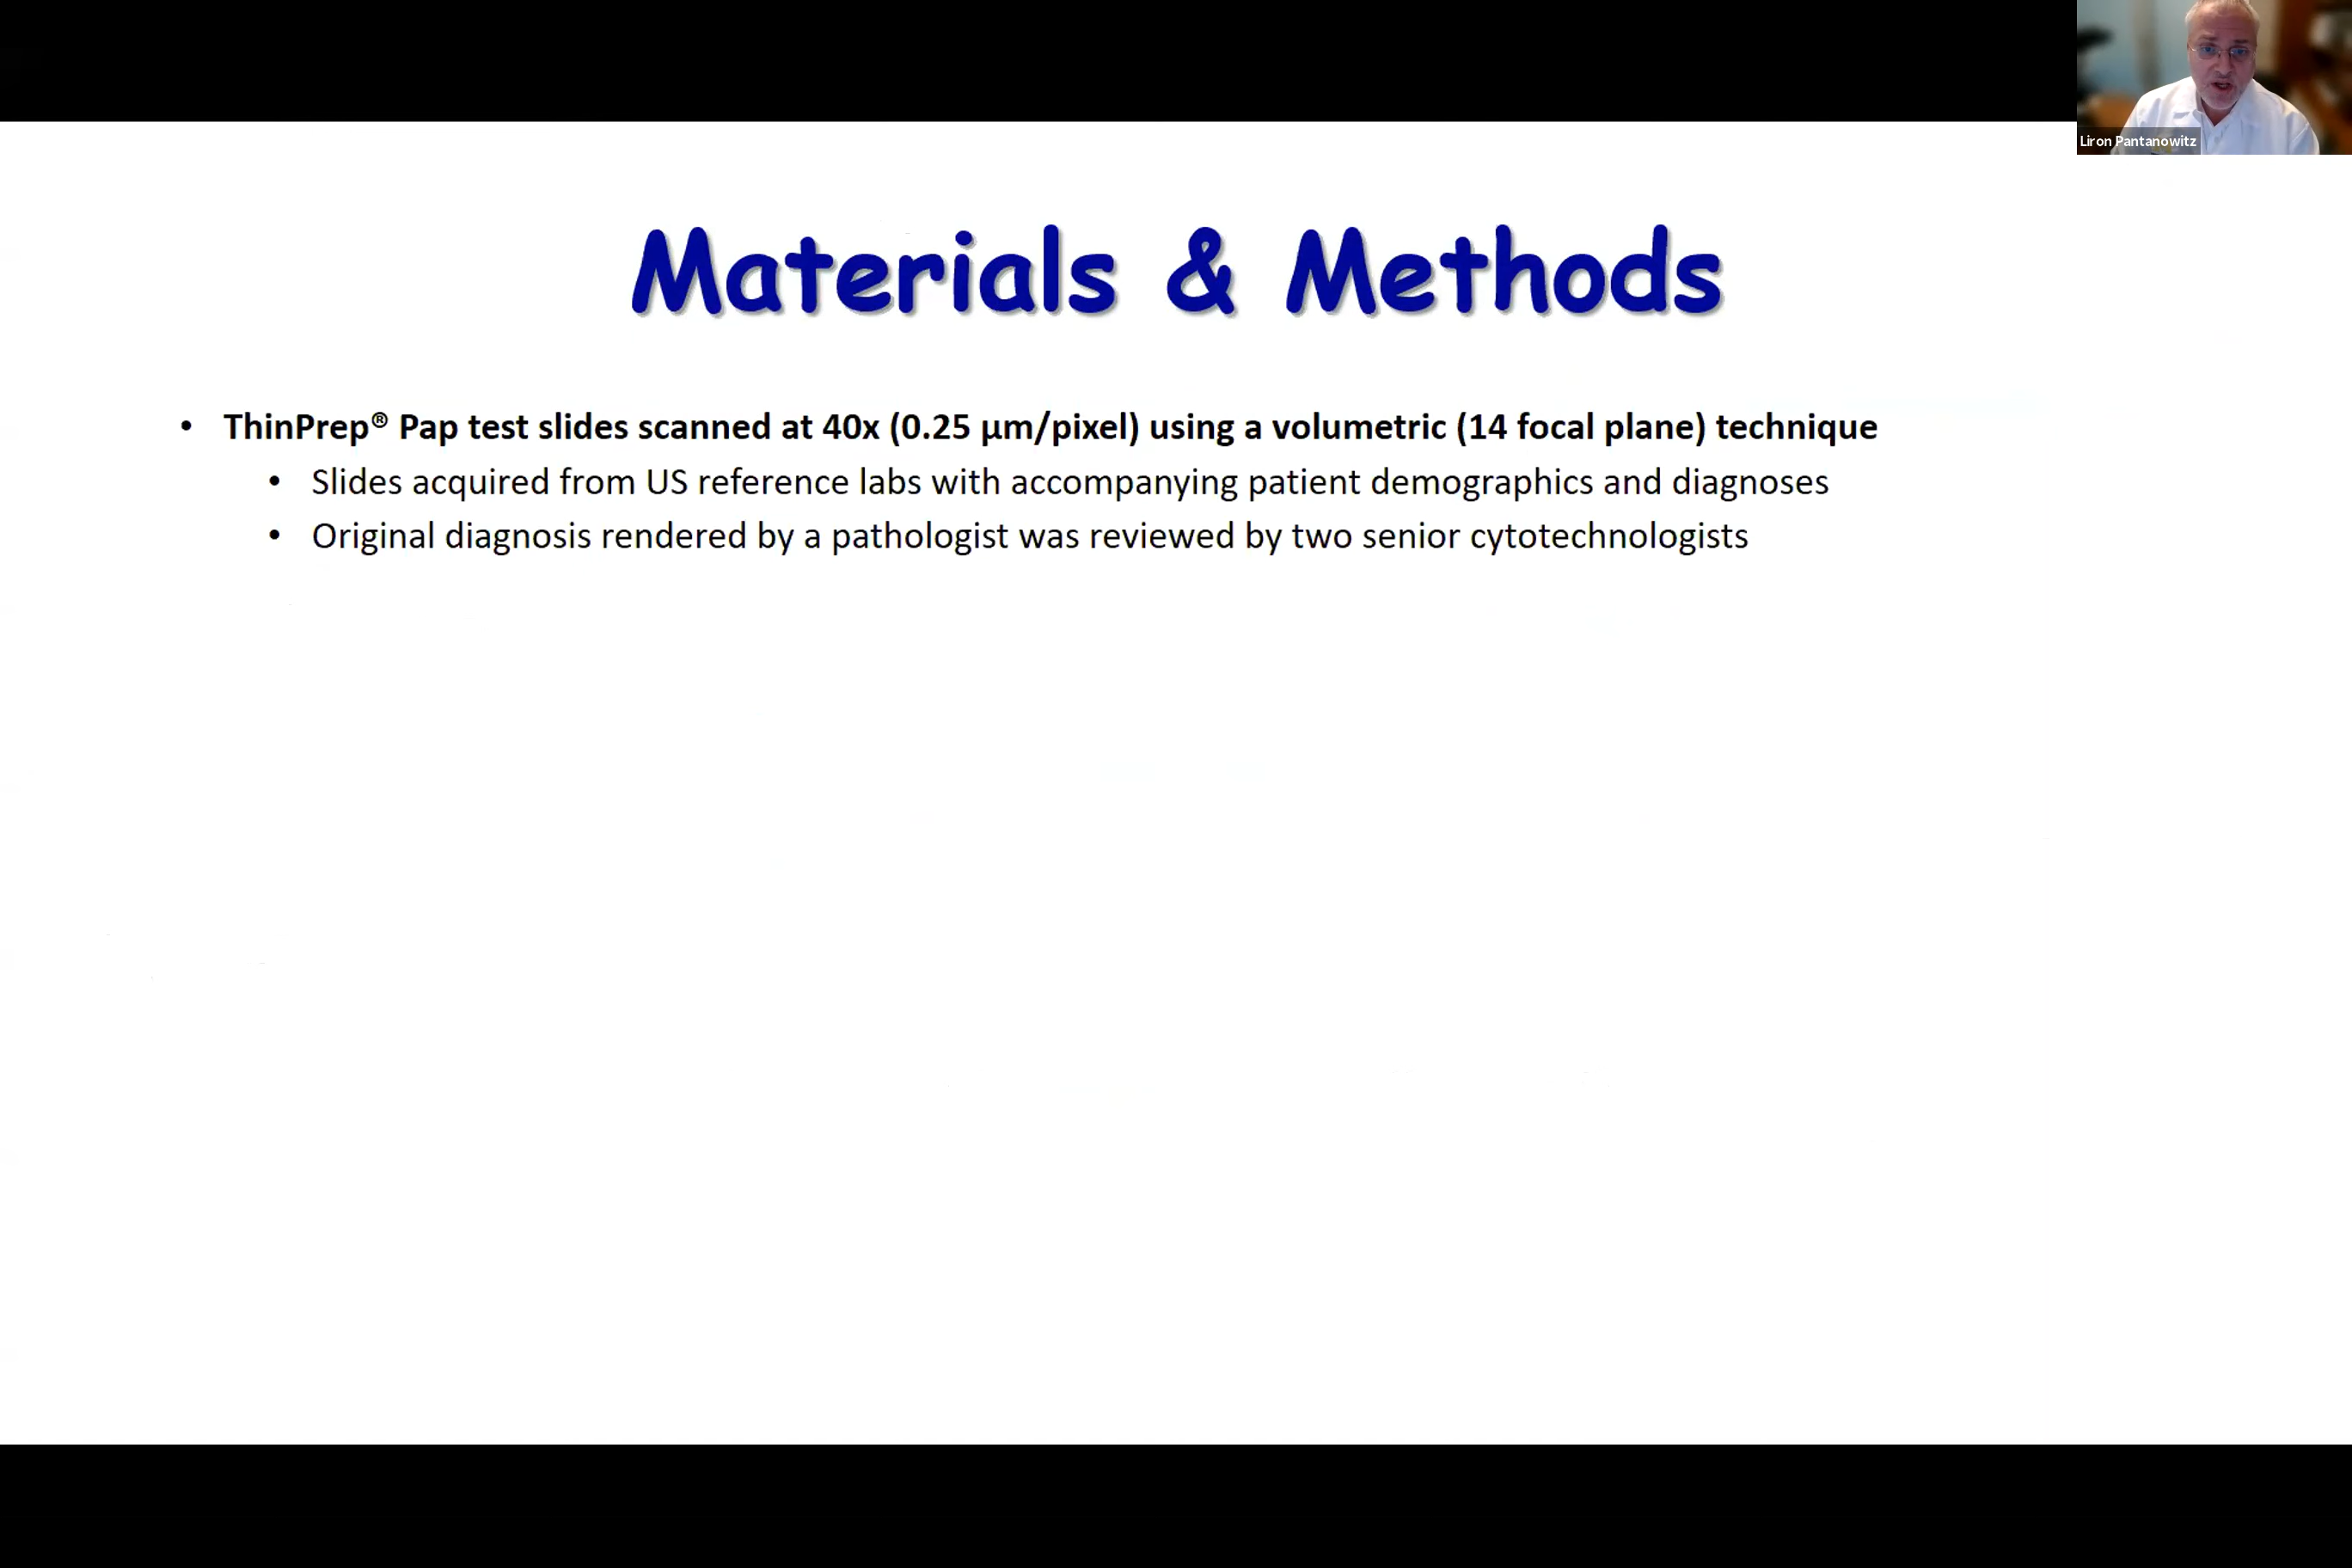 Liron Pantanowitz
Materials & Methods
• ThinPrep® Pap test slides scanned at 40x (0.25 µm/pixel) using a volumetric (14 focal plane) technique
• Slides acquired from US reference labs with accompanying patient demographics and diagnoses
• Original diagnosis rendered by a pathologist was reviewed by two senior cytotechnologists